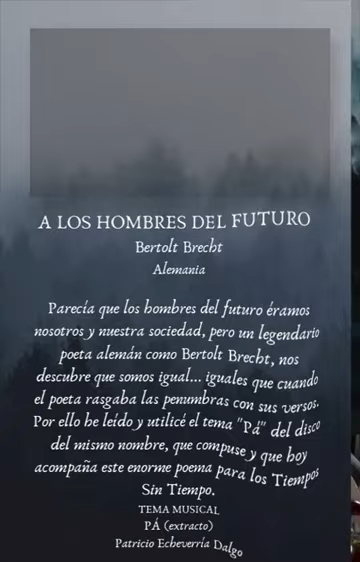 A LOS HOMBRES DEL FUTURO
Bertolt Brecht
Alemania
Parecía que los hombres del futuro éramos
nosotros y nuestra sociedad, pero un legendario
poeta alemán como Bertolt Brecht, nos
descubre que somos igual... iguales que cuando
el poeta rasgaba las penumbras con sus versos.
Por ello he leído y utilicé el tema "Pá" del disco
del mismo nombre, que compuse y que hoy
acompaña este enorme poema para los Tiempos
Sin Tiempo.
TEMA MUSICAL
PÁ (extracto)
Patricio Echeverría Dalgo